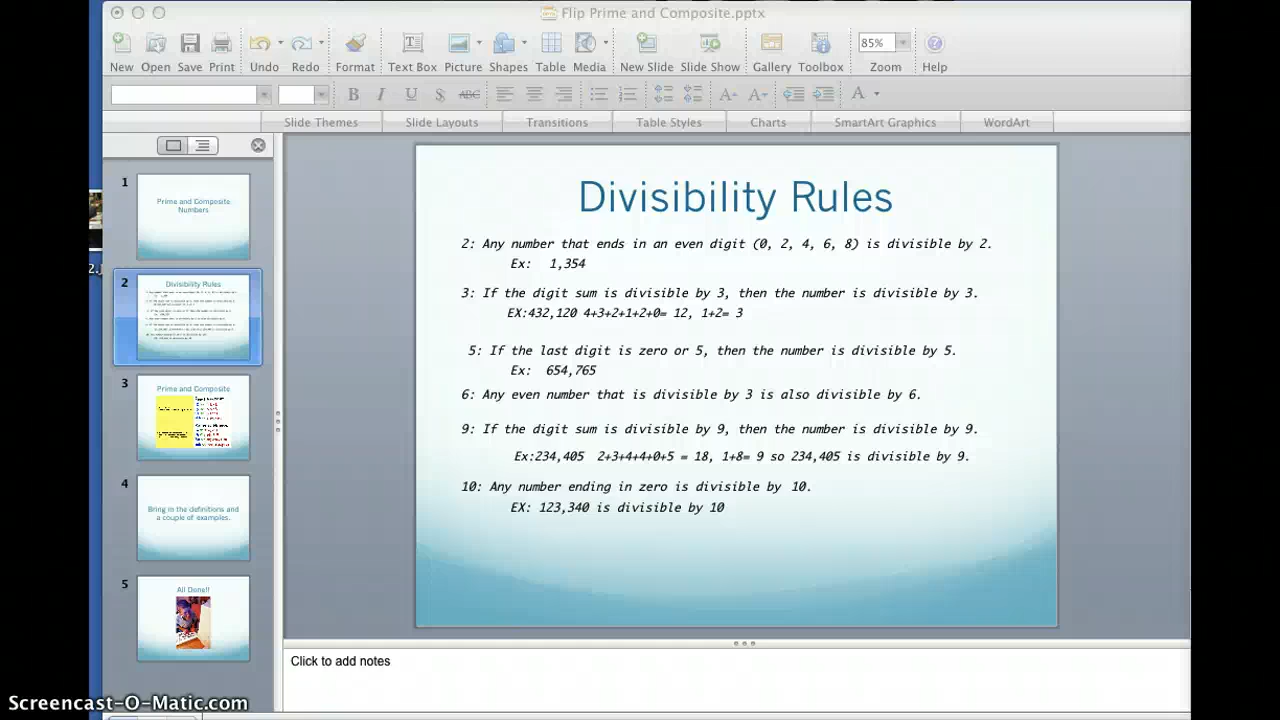 Flip Prime and Composite.pptx
New Open Save Print Undo Redo Format Text Box Picture Shapes Table Media New Slide Slide Show Gallery Toolbox 85% Zoom Help
B I U S ABC A A A
Slide Themes Slide Layouts Transitions Table Styles Charts SmartArt Graphics WordArt
1
Prime and Composite
Numbers
2
Divisibility Rules
3
Prime and Composite
4
Bring in the definitions and
a couple of examples.
5
All Done!!
Divisibility Rules
2: Any number that ends in an even digit (0, 2, 4, 6, 8) is divisible by 2.
Ex: 1,354
3: If the digit sum is divisible by 3, then the number is divisible by 3.
EX:432,120 4+3+2+1+2+0= 12, 1+2= 3
5: If the last digit is zero or 5, then the number is divisible by 5.
Ex: 654,765
6: Any even number that is divisible by 3 is also divisible by 6.
9: If the digit sum is divisible by 9, then the number is divisible by 9.
Ex:234,405 2+3+4+4+0+5 = 18, 1+8= 9 so 234,405 is divisible by 9.
10: Any number ending in zero is divisible by 10.
EX: 123,340 is divisible by 10
Click to add notes
Screencast-O-Matic.com